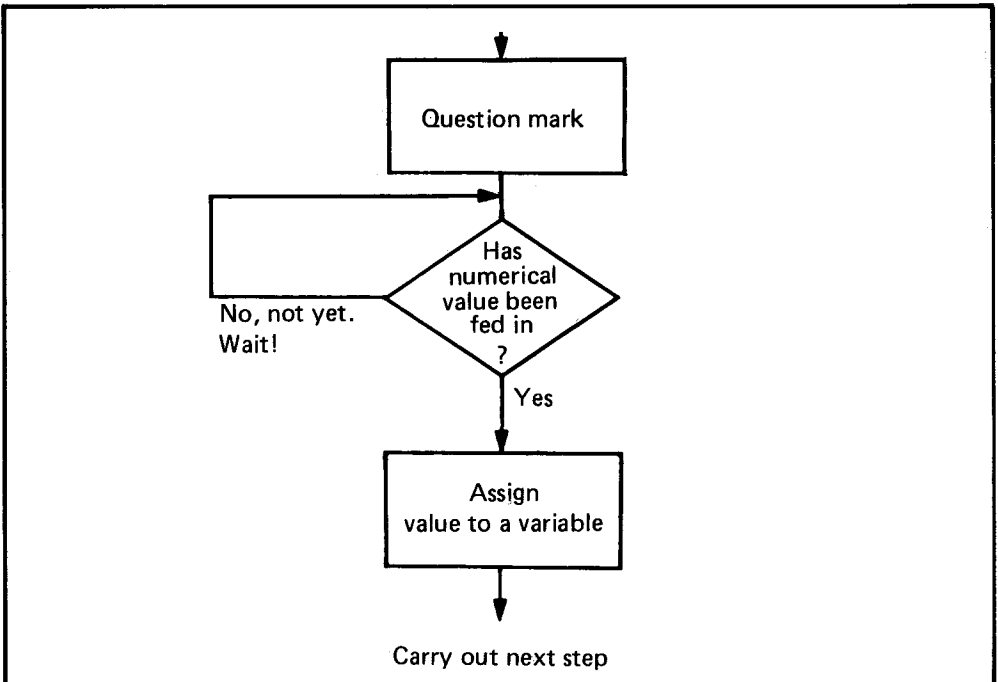 Question mark
Has
numerical
value been
fed in
?
No, not yet.
Wait!
Yes
Assign
value to a variable
Carry out next step